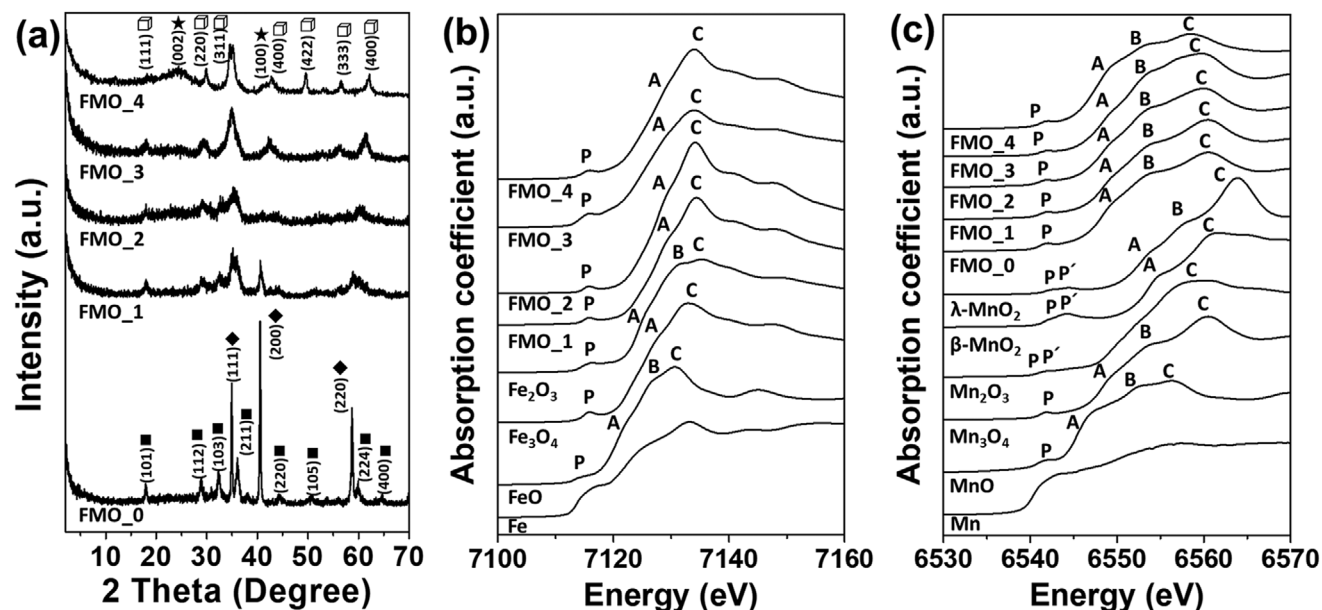 (a)
(111)
(002)
(220)
(311)
(100)
(400)
(422)
(333)
(400)
FMO_4
FMO_3
FMO_2
FMO_1
(101)
(112)
(103)
(111)
(211)
(200)
(220)
(105)
(220)
(224)
(400)
FMO_0
Intensity (a.u.)
10 20 30 40 50 60 70
2 Theta (Degree)
(b)
C
A
P
FMO_4
C
A
P
FMO_3
C
A
P
FMO_2
C
A
P
FMO_1
A B C
P
Fe₂O₃
A C
P
Fe₃O₄
A B C
P
FeO
Fe
Absorption coefficient (a.u.)
7100 7120 7140 7160
Energy (eV)
(c)
P A B C
FMO_4
P A B C
FMO_3
P A B C
FMO_2
P A B C
FMO_1
P A B C
FMO_0
P P´ A B C
λ-MnO₂
P P´ A C
β-MnO₂
P P´ C
Mn₂O₃
P A B C
Mn₃O₄
P A B C
MnO
Mn
Absorption coefficient (a.u.)
6530 6540 6550 6560 6570
Energy (eV)